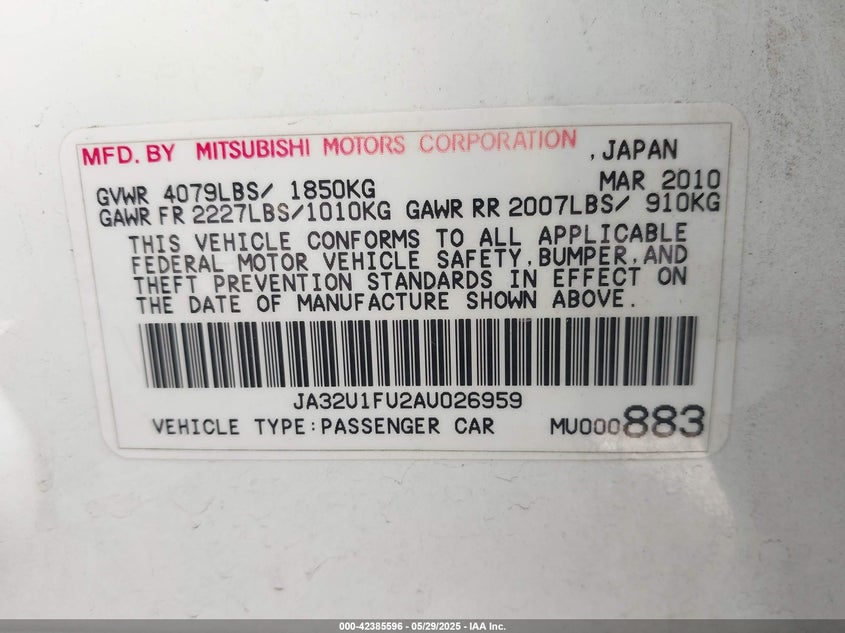 MFD. BY MITSUBISHI MOTORS CORPORATION , JAPAN
GVWR 4079LBS/ 1850KG MAR 2010
GAWR FR 2227LBS/1010KG GAWR RR 2007LBS/ 910KG
THIS VEHICLE CONFORMS TO ALL APPLICABLE
FEDERAL MOTOR VEHICLE SAFETY, BUMPER, AND
THEFT PREVENTION STANDARDS IN EFFECT ON
THE DATE OF MANUFACTURE SHOWN ABOVE.
JA32U1FU2AU026959
VEHICLE TYPE:PASSENGER CAR MU000883
000-42385596 - 05/29/2025 - IAA Inc.